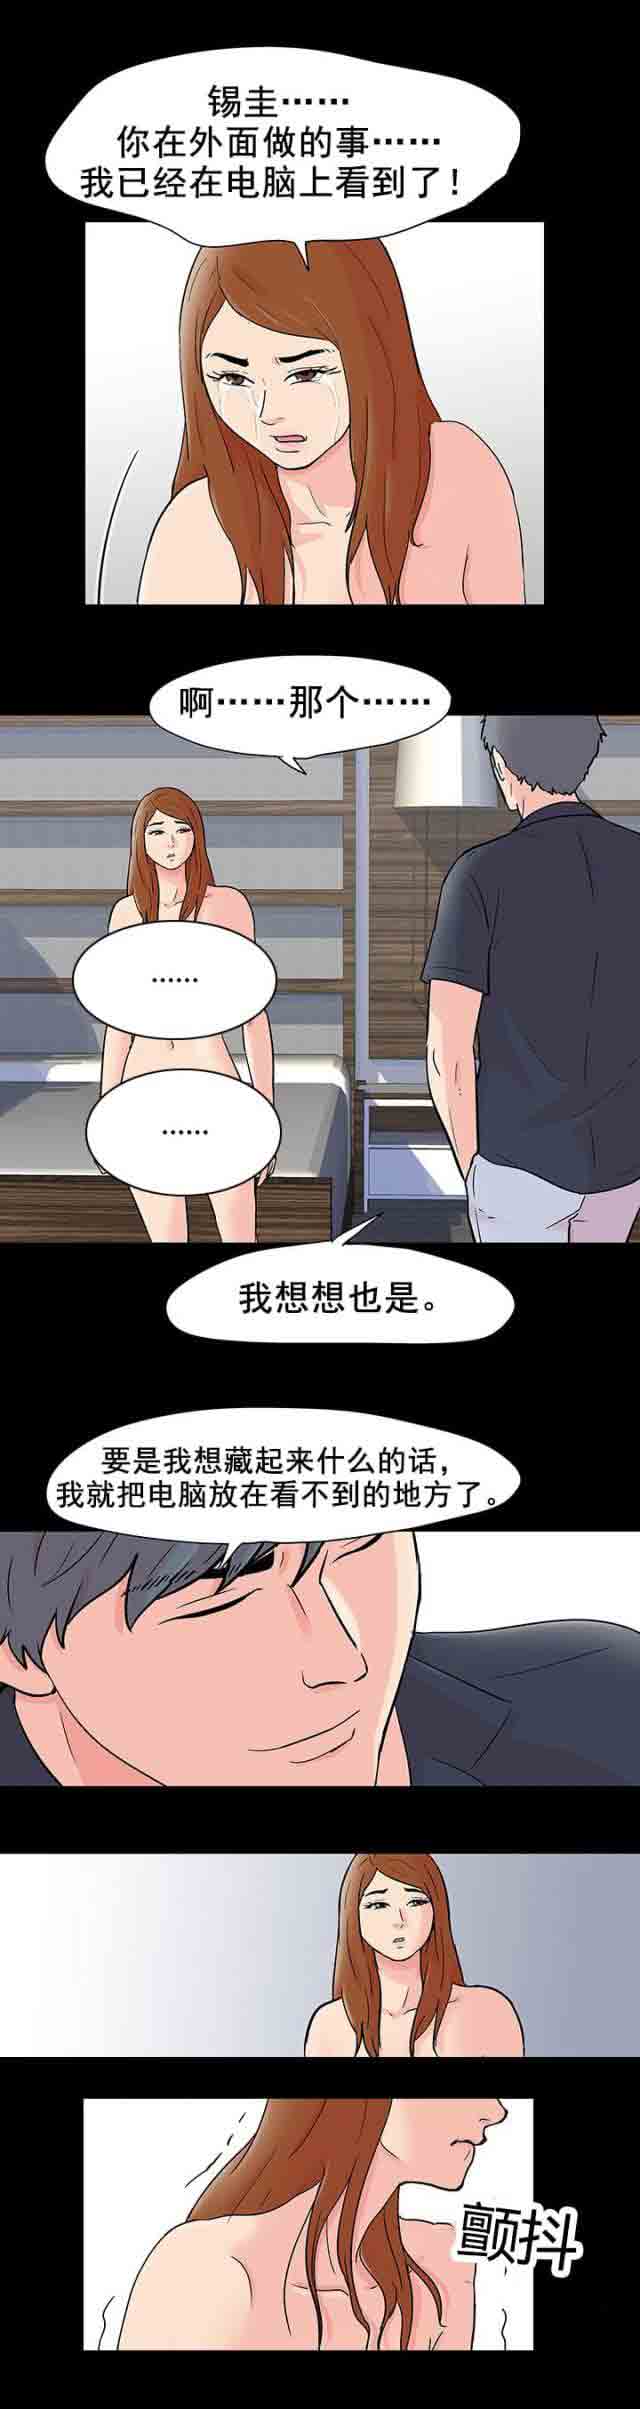 锡圭……
你在外面做的事……
我已经在电脑上看到了！
啊……那个……
……
……
我想想也是。
要是我想藏起来什么的话，
我就把电脑放在看不到的地方了。
颤抖